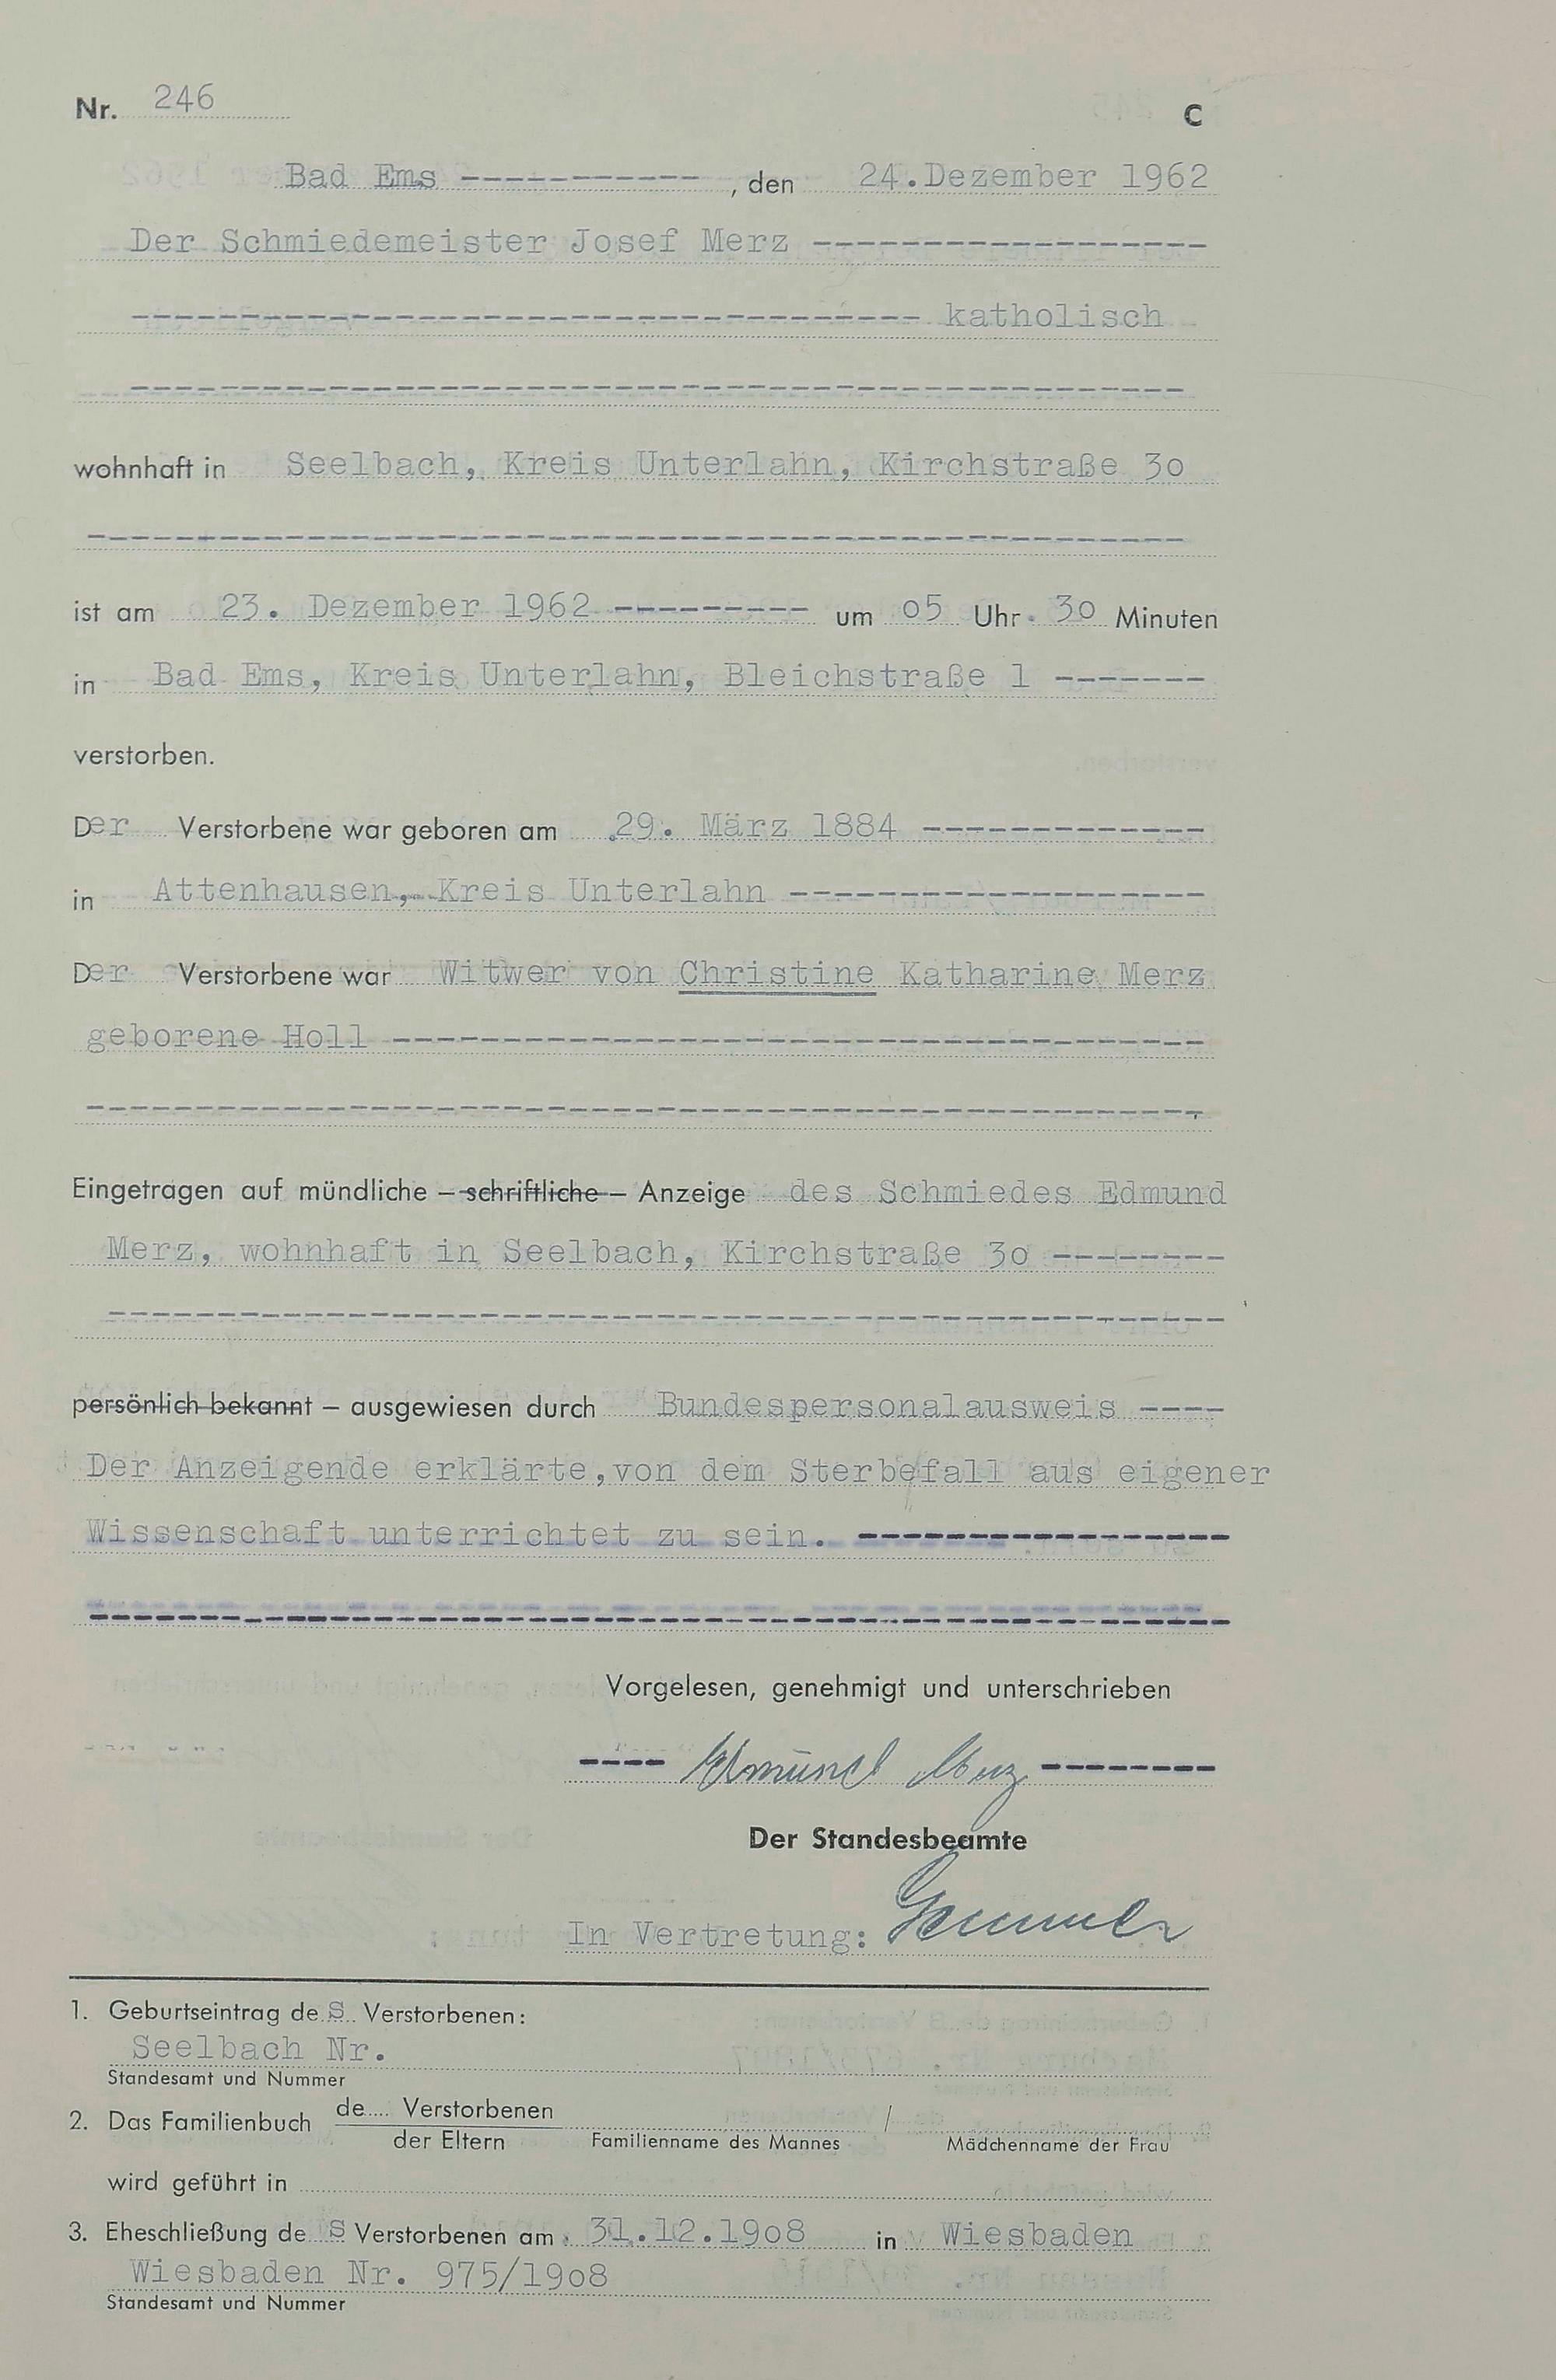 Nr. 246 C
Bad Ems -----------, den 24.Dezember 1962
Der Schmiedemeister Josef Merz ------------------
------------------------------------ katholisch
------------------------------------------------
wohnhaft in Seelbach, Kreis Unterlahn, Kirchstraße 3o
--------------------------------------------------
ist am 23. Dezember 1962 --------- um o5 Uhr 3o Minuten
in Bad Ems, Kreis Unterlahn, Bleichstraße 1 -------
verstorben.
Der Verstorbene war geboren am 29. März 1884 -------------
in Attenhausen, Kreis Unterlahn -------------------
Der Verstorbene war Witwer von Christine Katharine Merz
geborene Holl -------------------------------------
---------------------------------------------------
Eingetragen auf mündliche – schriftliche – Anzeige des Schmiedes Edmund
Merz, wohnhaft in Seelbach, Kirchstraße 3o --------
---------------------------------------------------
persönlich bekannt – ausgewiesen durch Bundespersonalausweis ----
Der Anzeigende erklärte,von dem Sterbefall aus eigener
Wissenschaft unterrichtet zu sein. -----------------
----------------------------------------------------
Vorgelesen, genehmigt und unterschrieben
---- Edmund Merz --------
Der Standesbeamte
In Vertretung:
1. Geburtseintrag des Verstorbenen:
Seelbach Nr.
Standesamt und Nummer
2. Das Familienbuch de.... Verstorbenen /
der Eltern Familienname des Mannes Mädchenname der Frau
wird geführt in
3. Eheschließung des Verstorbenen am 31.12.19o8 in Wiesbaden
Wiesbaden Nr. 975/19o8
Standesamt und Nummer